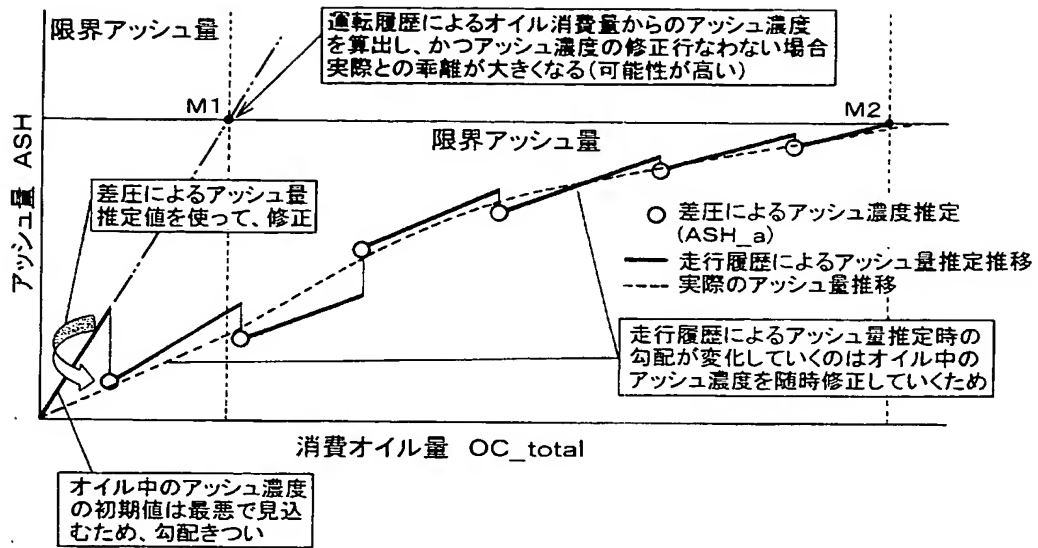 限界アッシュ量
運転履歴によるオイル消費量からのアッシュ濃度
を算出し、かつアッシュ濃度の修正行なわない場合
実際との乖離が大きくなる(可能性が高い)
M1
M2
限界アッシュ量
差圧によるアッシュ量
推定値を使って、修正
差圧によるアッシュ濃度推定
(ASH_a)
走行履歴によるアッシュ量推定推移
実際のアッシュ量推移
アッシュ量 ASH
走行履歴によるアッシュ量推定時の
勾配が変化していくのはオイル中の
アッシュ濃度を随時修正していくため
消費オイル量 OC_total
オイル中のアッシュ濃度
の初期値は最悪で見込
むため、勾配きつい